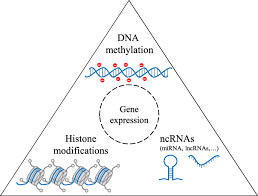 DNA
methylation
Gene
expression
Histone
modifications
ncRNAs
(miRNA, lncRNAs,...)